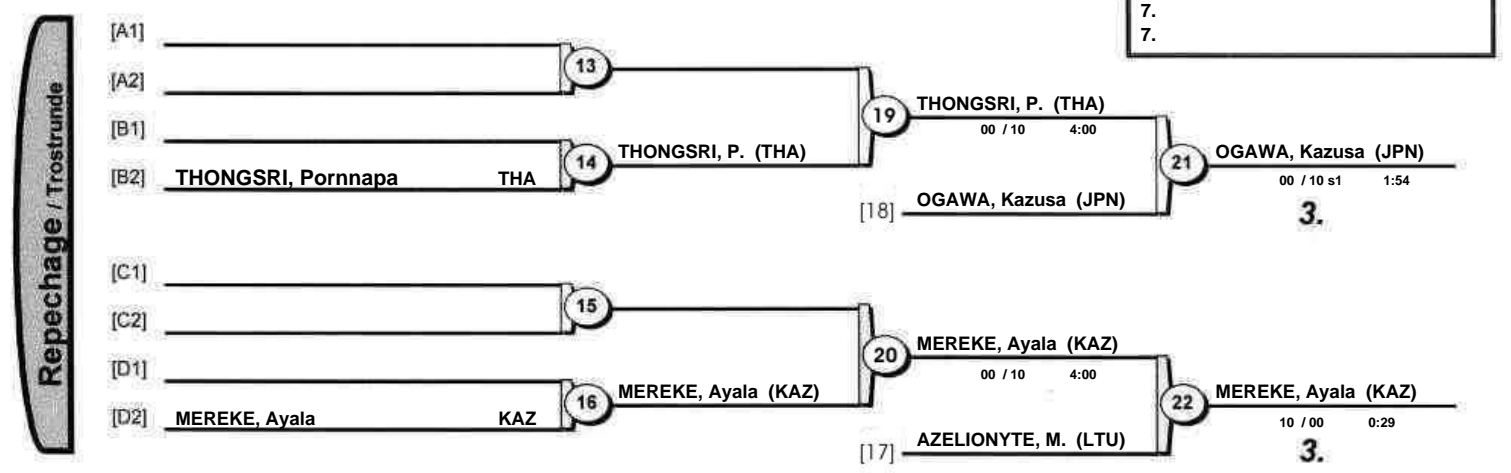 7.
7.
Repechage / Trostrunde
[A1]
13
[A2]
19 THONGSRI, P. (THA)
00 / 10 4:00
[B1]
14 THONGSRI, P. (THA)
21 OGAWA, Kazusa (JPN)
00 / 10 s1 1:54
3.
[B2] THONGSRI, Pornnapa THA
[18] OGAWA, Kazusa (JPN)
[C1]
15
[C2]
20 MEREKE, Ayala (KAZ)
00 / 10 4:00
[D1]
16 MEREKE, Ayala (KAZ)
22 MEREKE, Ayala (KAZ)
10 / 00 0:29
3.
[D2] MEREKE, Ayala KAZ
[17] AZELIONYTE, M. (LTU)